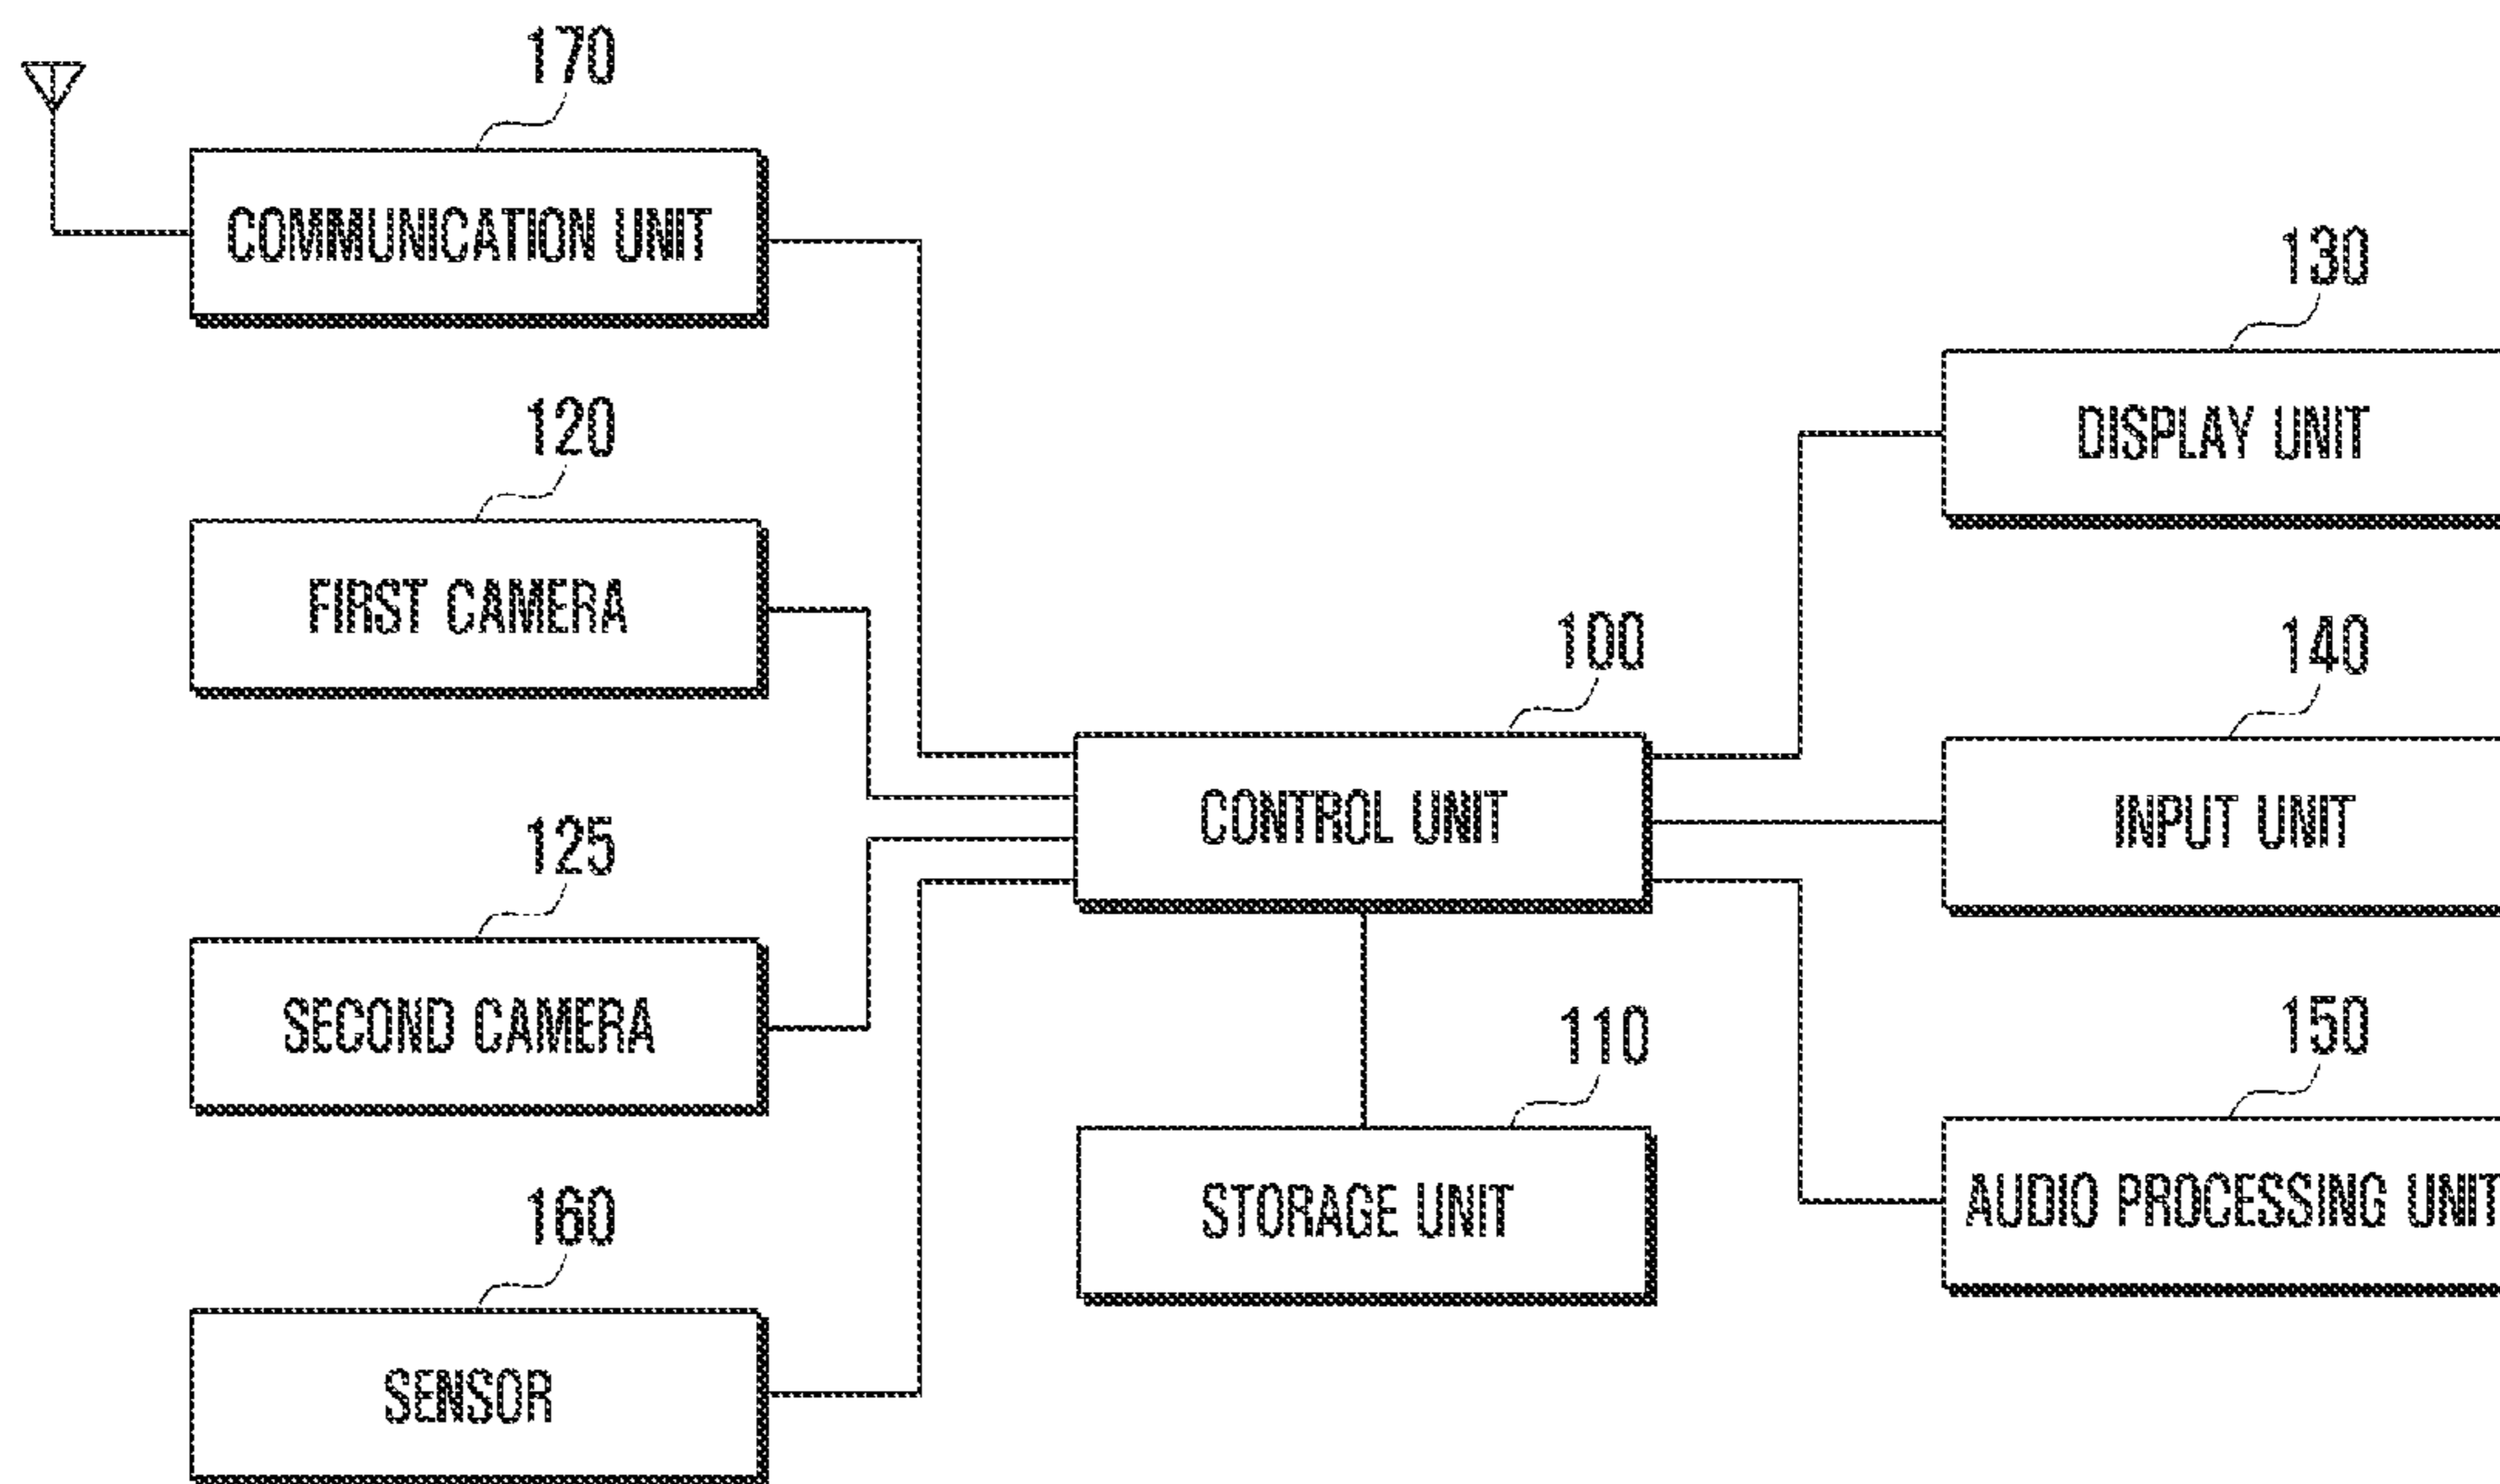 170
COMMUNICATION UNIT
130
DISPLAY UNIT
120
FIRST CAMERA
100
CONTROL UNIT
140
INPUT UNIT
125
SECOND CAMERA
110
STORAGE UNIT
150
AUDIO PROCESSING UNIT
160
SENSOR